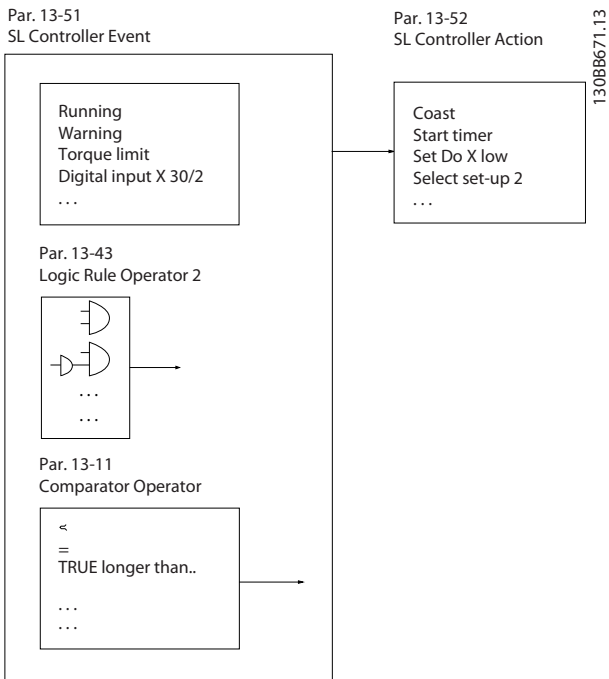 Par. 13-51
SL Controller Event
Running
Warning
Torque limit
Digital input X 30/2
. . .
Par. 13-43
Logic Rule Operator 2
. . .
. . .
Par. 13-11
Comparator Operator
<
=
TRUE longer than..
. . .
. . .
Par. 13-52
SL Controller Action
Coast
Start timer
Set Do X low
Select set-up 2
. . .
130BB671.13